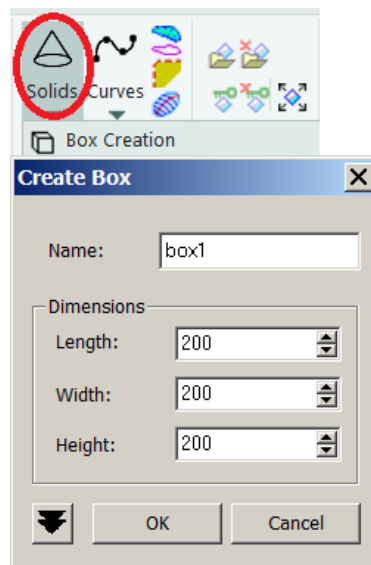 Solids Curves
Box Creation
Create Box
Name: box1
Dimensions
Length: 200
Width: 200
Height: 200
OK Cancel